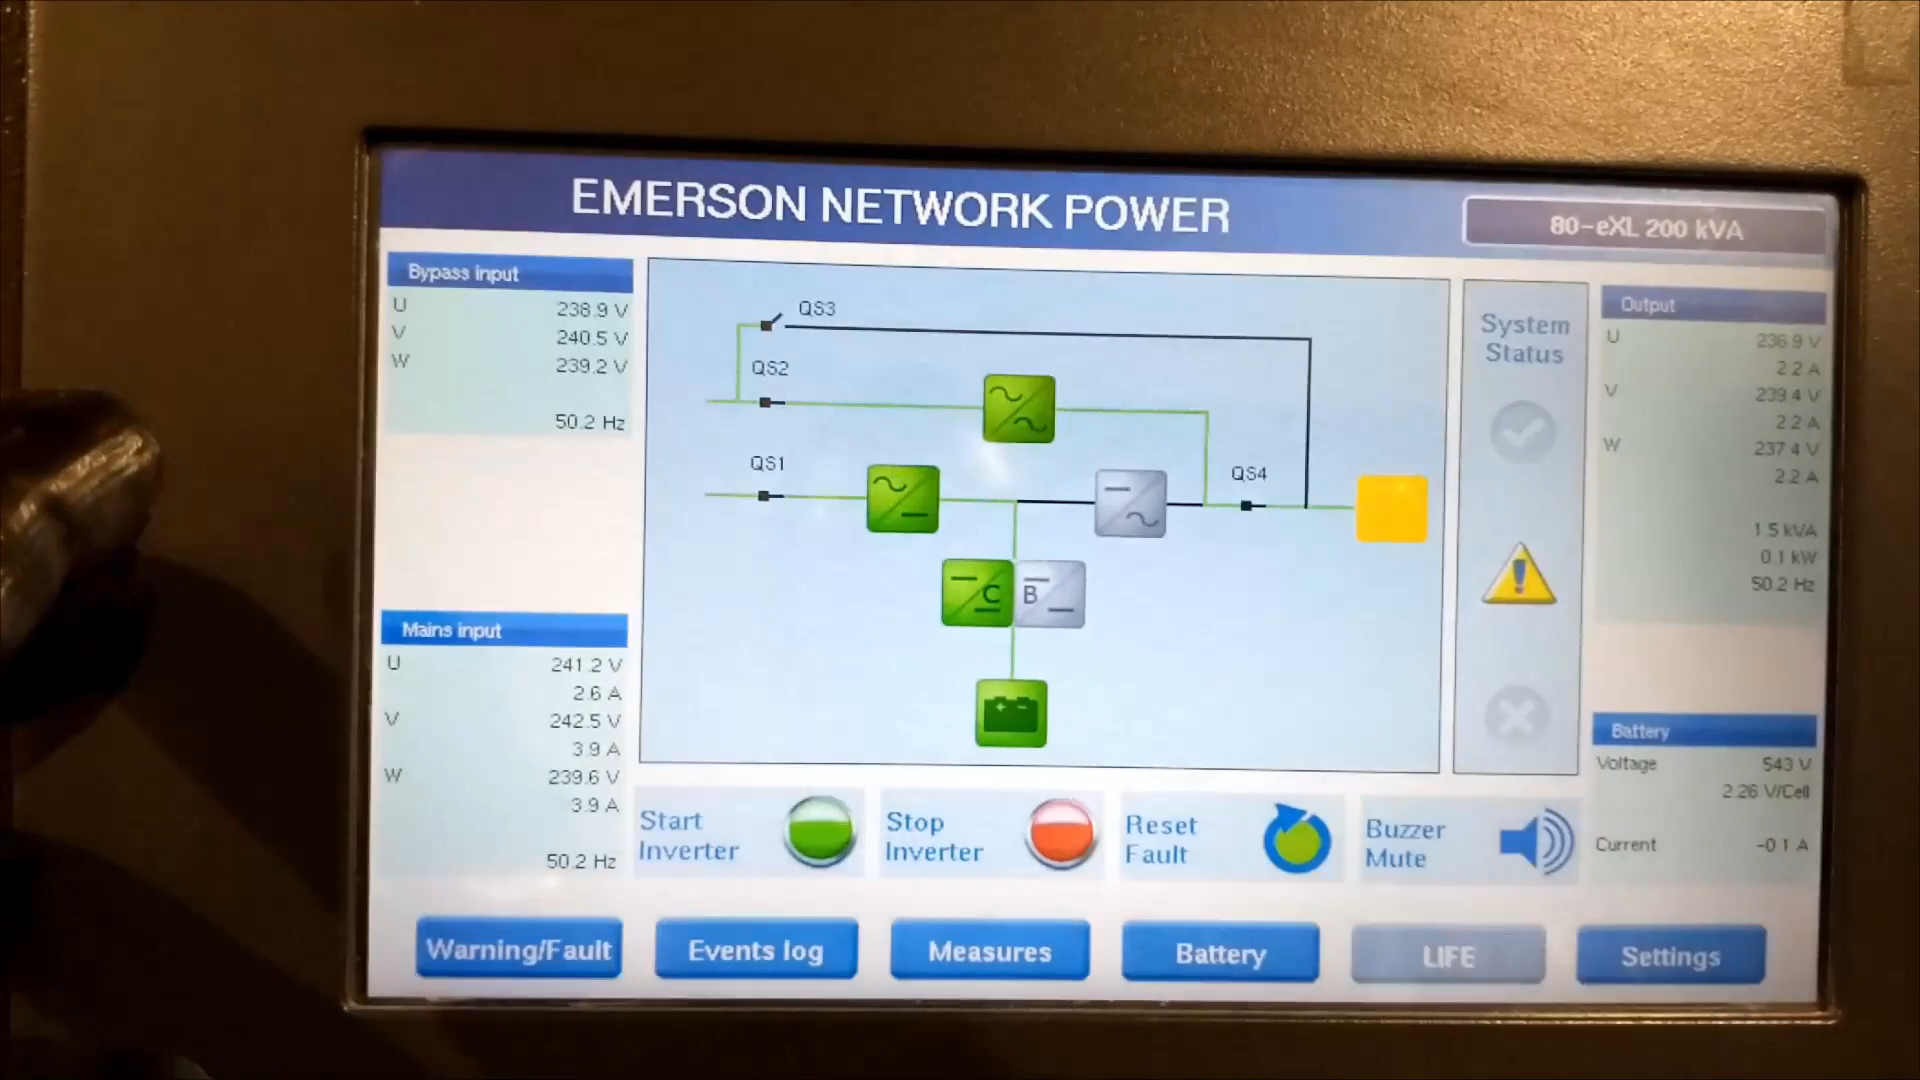 EMERSON NETWORK POWER
80-eXL 200 kVA
Bypass input
U 238.9 V
V 240.5 V
W 239.2 V
50.2 Hz
Mains input
U 241.2 V
2.6 A
V 242.5 V
3.9 A
W 239.6 V
3.9 A
50.2 Hz
QS3
QS2
QS1
QS4
C B
System
Status
Output
U 236.9 V
2.2 A
V 239.4 V
2.2 A
W 237.4 V
2.2 A
1.5 kVA
0.1 kW
50.2 Hz
Battery
Voltage 543 V
2.26 V/Cell
Current -0.1 A
Start
Inverter
Stop
Inverter
Reset
Fault
Buzzer
Mute
Warning/Fault
Events log
Measures
Battery
LIFE
Settings